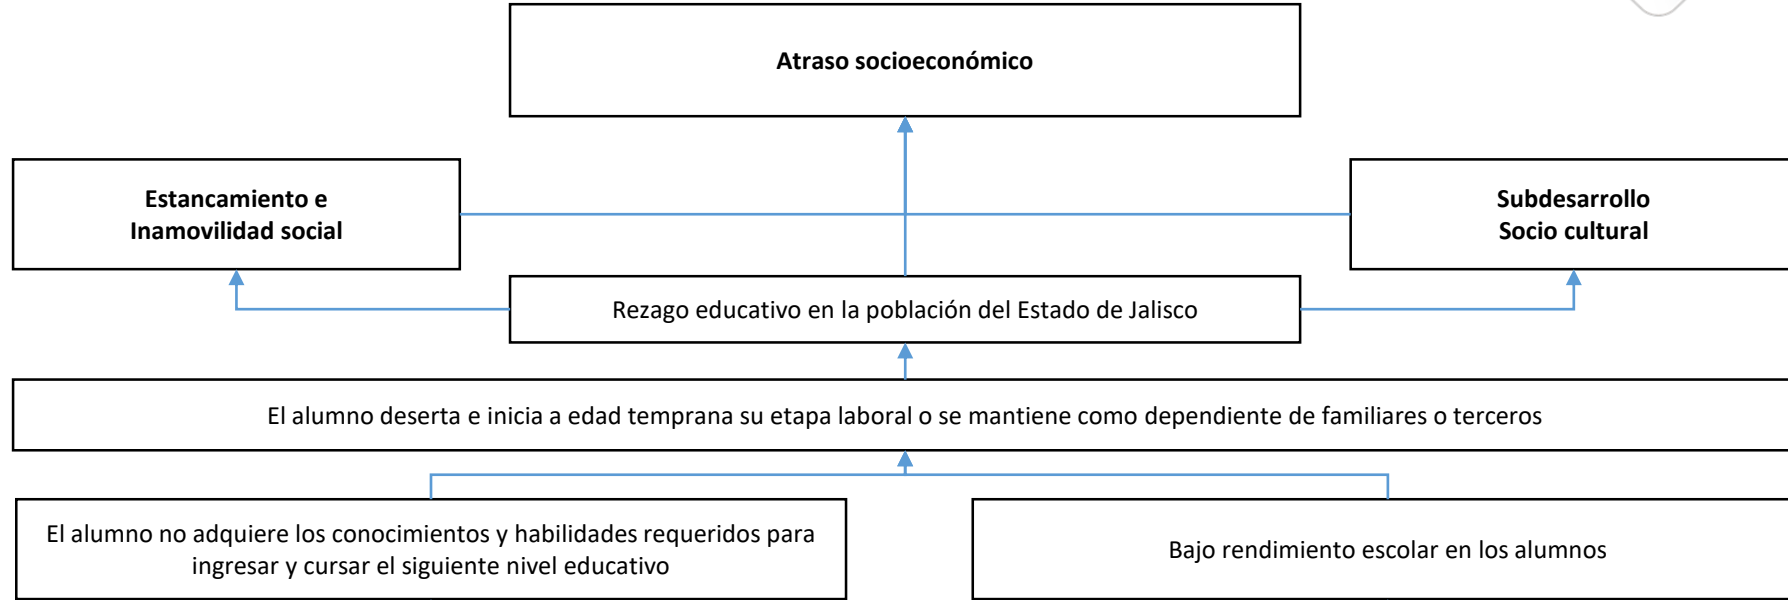 Atraso socioeconómico
Estancamiento e
Inamovilidad social
Subdesarrollo
Socio cultural
Rezago educativo en la población del Estado de Jalisco
El alumno deserta e inicia a edad temprana su etapa laboral o se mantiene como dependiente de familiares o terceros
El alumno no adquiere los conocimientos y habilidades requeridos para
ingresar y cursar el siguiente nivel educativo
Bajo rendimiento escolar en los alumnos